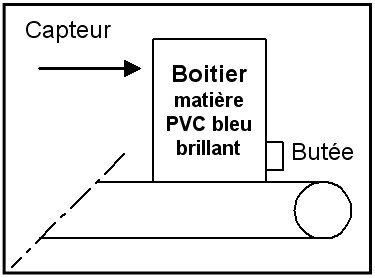 Capteur
Boitier
matière
PVC bleu
brillant
Butée